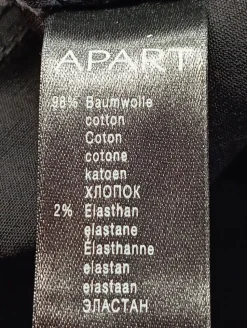 APART
98% Baumwolle
cotton
Coton
cotone
katoen
ХЛОПОК
2% Elasthan
elastane
Élasthanne
elastan
elastaan
ЭЛАСТАН